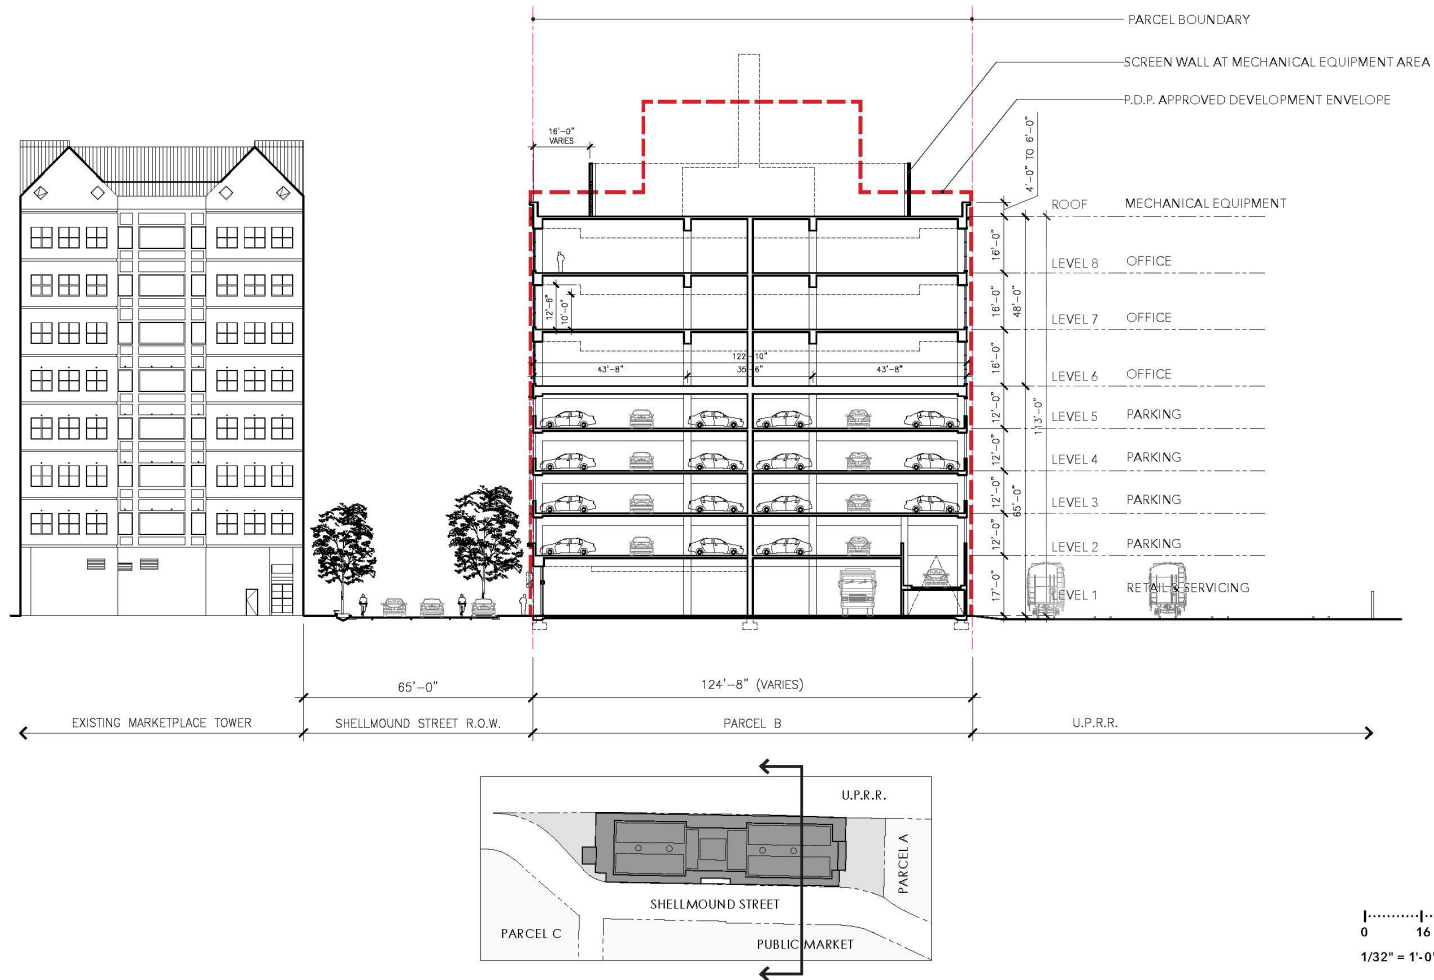 PARCEL BOUNDARY
SCREEN WALL AT MECHANICAL EQUIPMENT AREA
P.D.P. APPROVED DEVELOPMENT ENVELOPE
16'-0"
VARIES
4'-0" TO 6'-0"
ROOF MECHANICAL EQUIPMENT
16'-0"
LEVEL 8 OFFICE
12'-8"
10'-0"
16'-0"
48'-0"
LEVEL 7 OFFICE
122'-10"
43'-8"
35'-6"
43'-8"
16'-0"
LEVEL 6 OFFICE
12'-0"
113'-0"
LEVEL 5 PARKING
12'-0"
LEVEL 4 PARKING
12'-0"
65'-0"
LEVEL 3 PARKING
12'-0"
LEVEL 2 PARKING
17'-0"
LEVEL 1 RETAIL & SERVICING
65'-0"
124'-8" (VARIES)
EXISTING MARKETPLACE TOWER
SHELLMOUND STREET R.O.W.
PARCEL B
U.P.R.R.
U.P.R.R.
PARCEL A
SHELLMOUND STREET
PARCEL C
PUBLIC MARKET
0 16
1/32" = 1'-0"